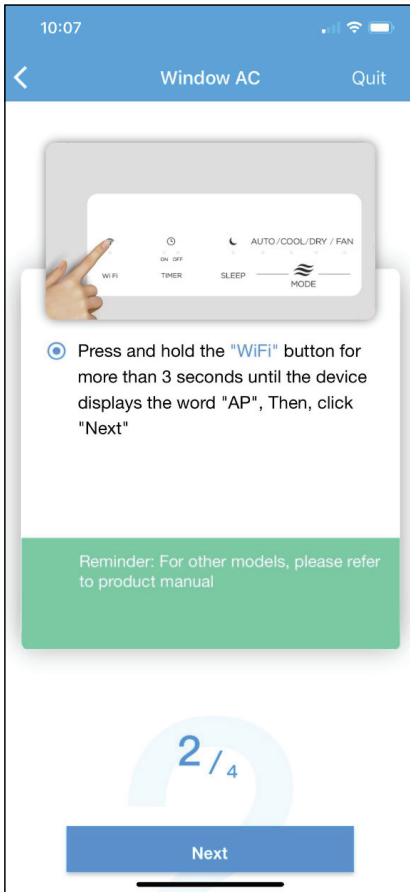 10:07
Window AC
Quit
AUTO/COOL/DRY / FAN
ON OFF
Wi Fi
TIMER
SLEEP
MODE
Press and hold the "WiFi" button for
more than 3 seconds until the device
displays the word "AP", Then, click
"Next"
Reminder: For other models, please refer
to product manual
2/4
Next